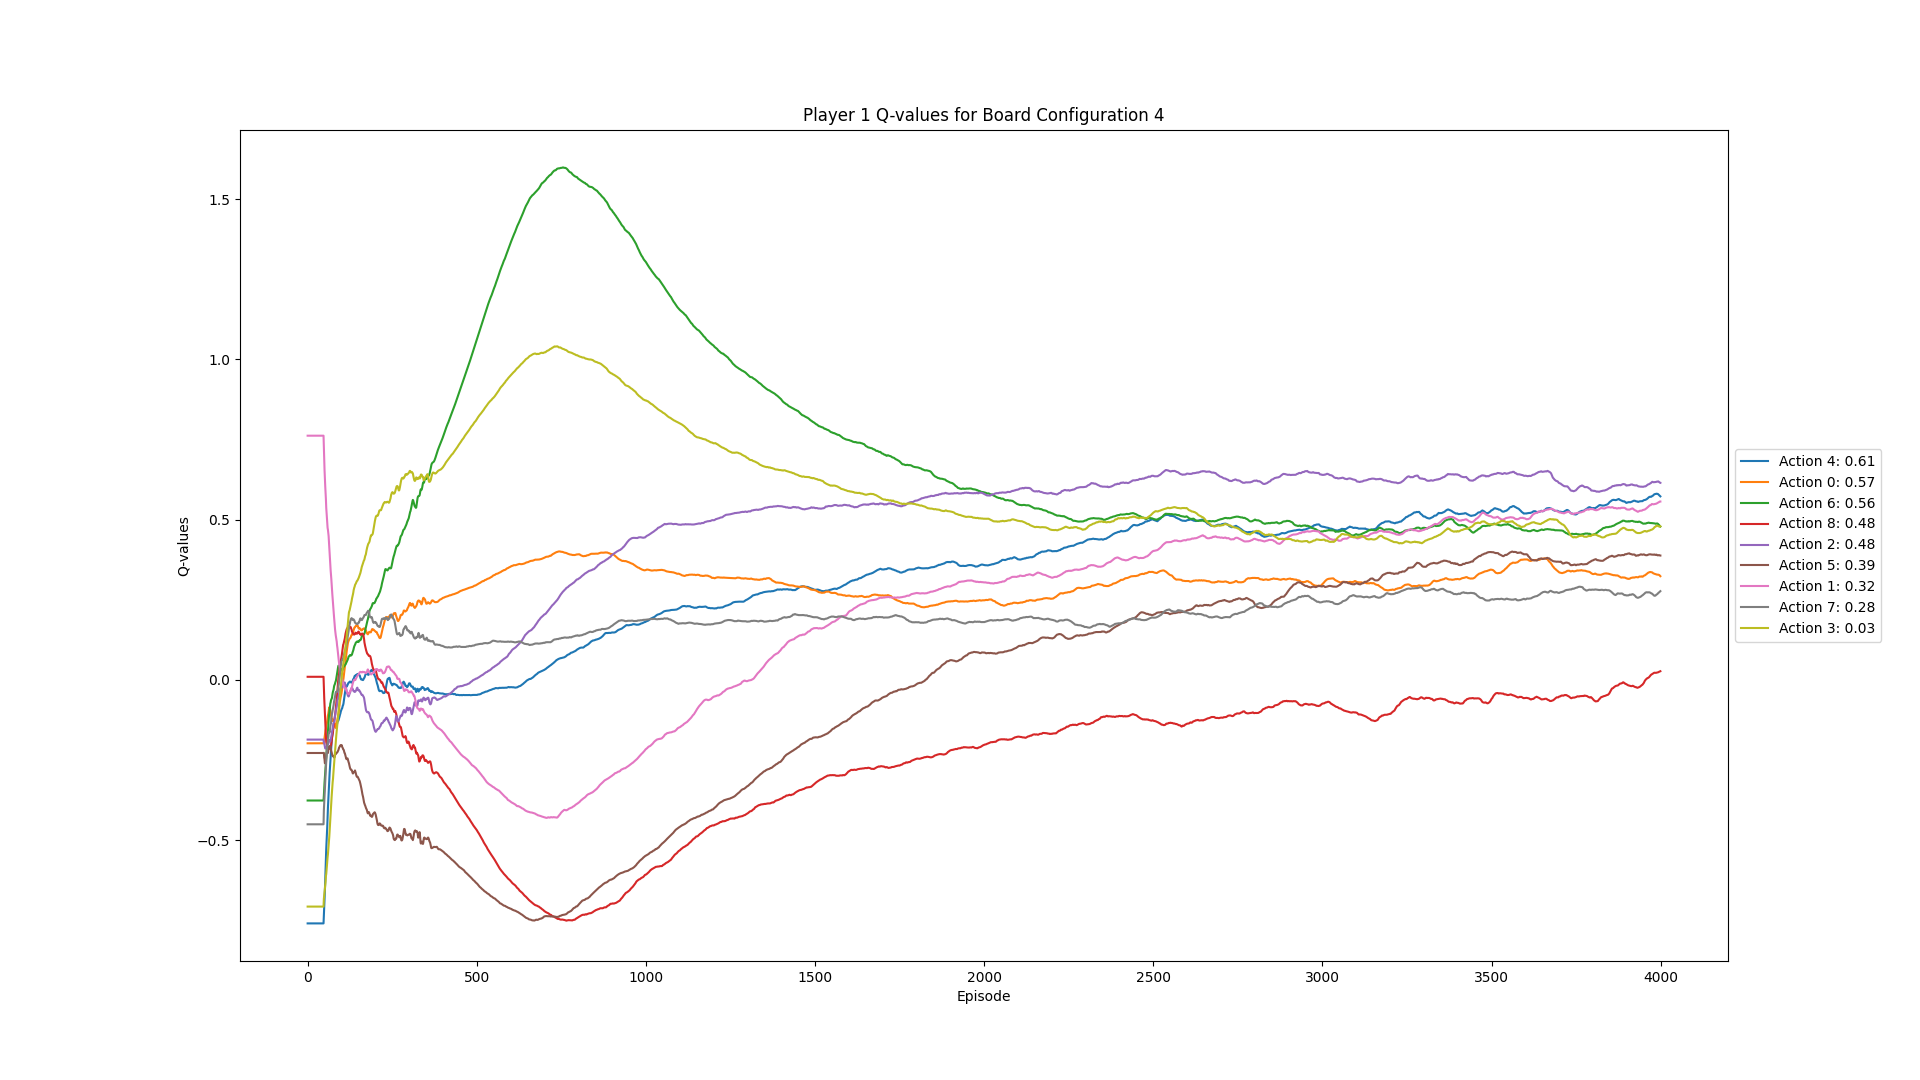 Player 1 Q-values for Board Configuration 4
1.5
1.0
0.5
0.0
−0.5
Q-values
0
500
1000
1500
2000
2500
3000
3500
4000
Episode
Action 4: 0.61
Action 0: 0.57
Action 6: 0.56
Action 8: 0.48
Action 2: 0.48
Action 5: 0.39
Action 1: 0.32
Action 7: 0.28
Action 3: 0.03